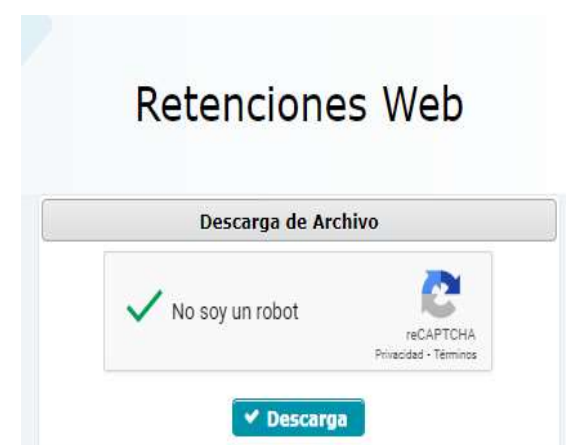 Retenciones Web
Descarga de Archivo
No soy un robot
reCAPTCHA
Privacidad - Términos
Descarga